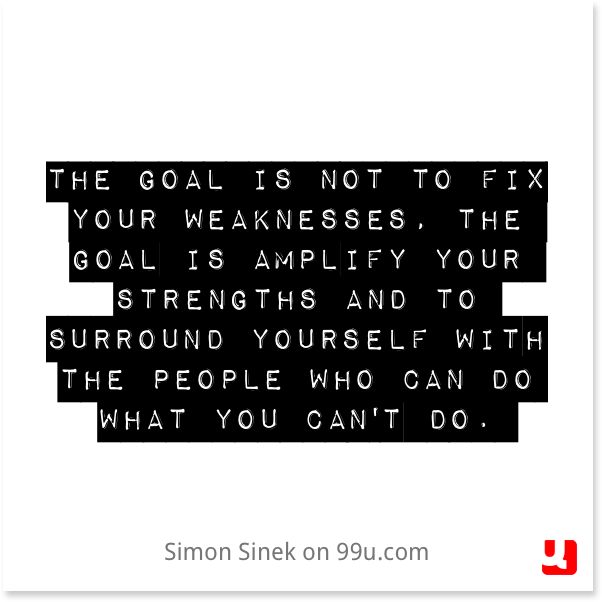 THE GOAL IS NOT TO FIX
YOUR WEAKNESSES, THE
GOAL IS AMPLIFY YOUR
STRENGTHS AND TO
SURROUND YOURSELF WITH
THE PEOPLE WHO CAN DO
WHAT YOU CAN'T DO.
Simon Sinek on 99u.com